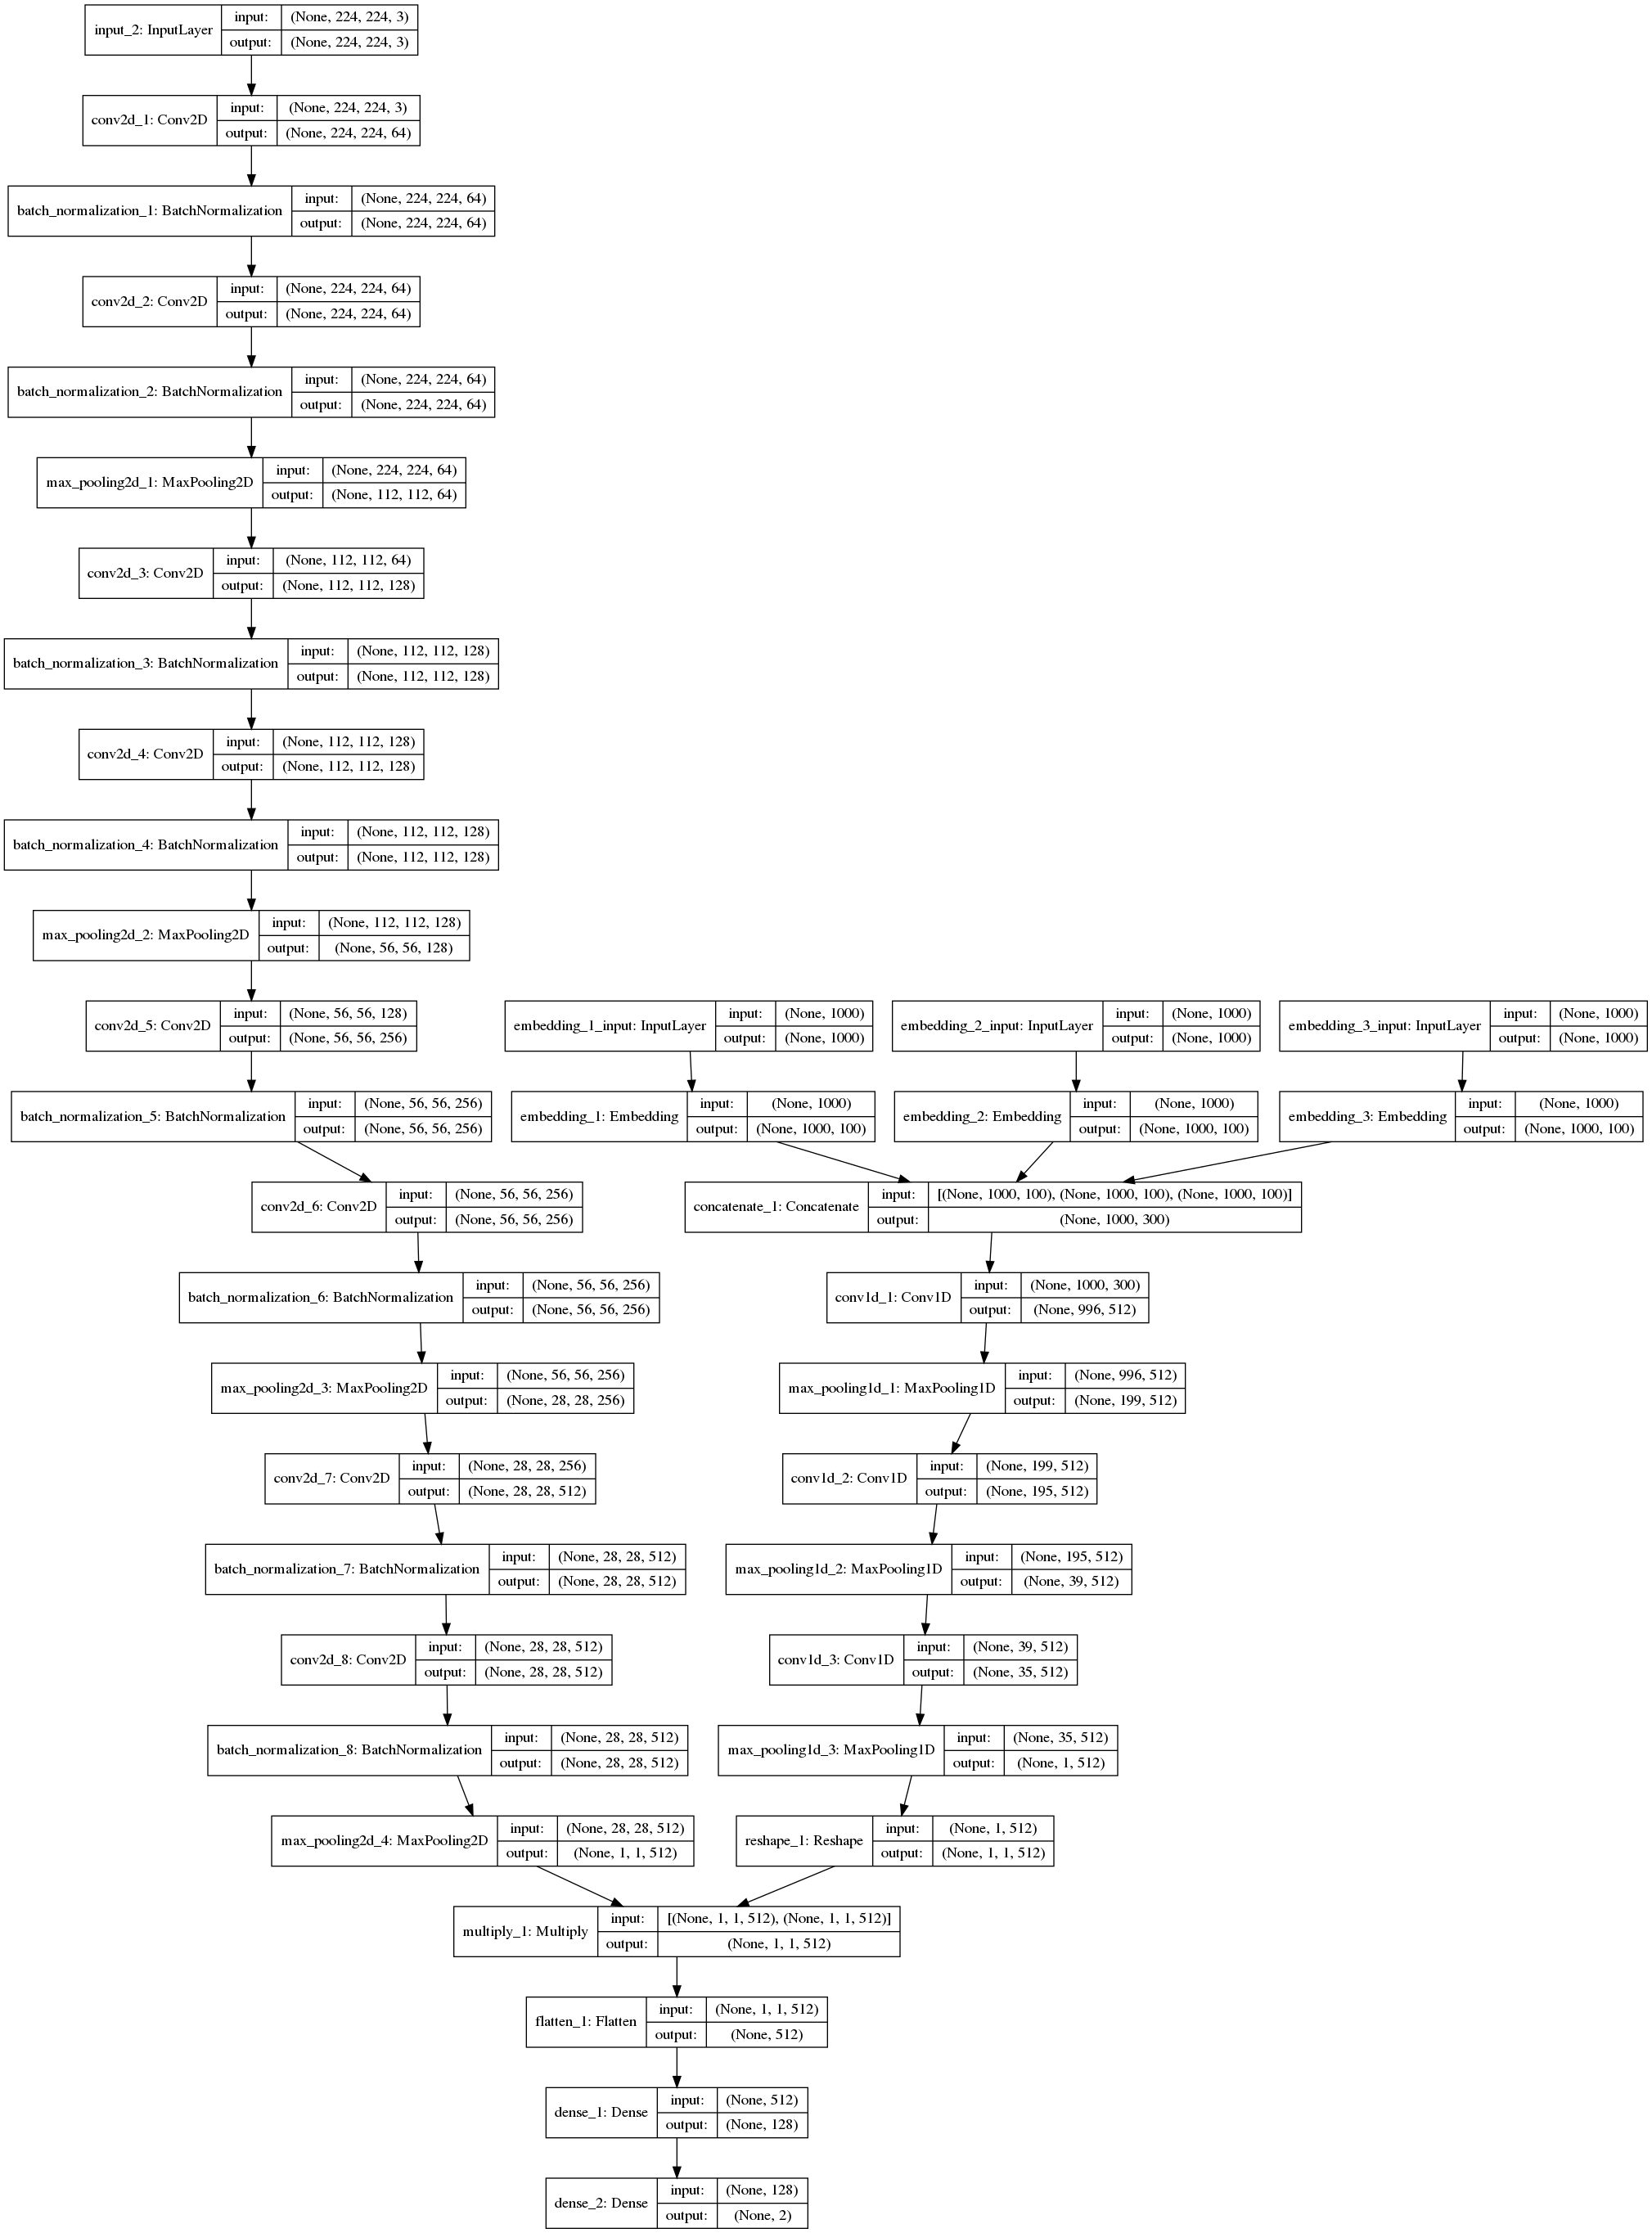 input_2: InputLayer
input: (None, 224, 224, 3)
output: (None, 224, 224, 3)
conv2d_1: Conv2D
input: (None, 224, 224, 3)
output: (None, 224, 224, 64)
batch_normalization_1: BatchNormalization
input: (None, 224, 224, 64)
output: (None, 224, 224, 64)
conv2d_2: Conv2D
input: (None, 224, 224, 64)
output: (None, 224, 224, 64)
batch_normalization_2: BatchNormalization
input: (None, 224, 224, 64)
output: (None, 224, 224, 64)
max_pooling2d_1: MaxPooling2D
input: (None, 224, 224, 64)
output: (None, 112, 112, 64)
conv2d_3: Conv2D
input: (None, 112, 112, 64)
output: (None, 112, 112, 128)
batch_normalization_3: BatchNormalization
input: (None, 112, 112, 128)
output: (None, 112, 112, 128)
conv2d_4: Conv2D
input: (None, 112, 112, 128)
output: (None, 112, 112, 128)
batch_normalization_4: BatchNormalization
input: (None, 112, 112, 128)
output: (None, 112, 112, 128)
max_pooling2d_2: MaxPooling2D
input: (None, 112, 112, 128)
output: (None, 56, 56, 128)
conv2d_5: Conv2D
input: (None, 56, 56, 128)
output: (None, 56, 56, 256)
embedding_1_input: InputLayer
input: (None, 1000)
output: (None, 1000)
embedding_2_input: InputLayer
input: (None, 1000)
output: (None, 1000)
embedding_3_input: InputLayer
input: (None, 1000)
output: (None, 1000)
batch_normalization_5: BatchNormalization
input: (None, 56, 56, 256)
output: (None, 56, 56, 256)
embedding_1: Embedding
input: (None, 1000)
output: (None, 1000, 100)
embedding_2: Embedding
input: (None, 1000)
output: (None, 1000, 100)
embedding_3: Embedding
input: (None, 1000)
output: (None, 1000, 100)
conv2d_6: Conv2D
input: (None, 56, 56, 256)
output: (None, 56, 56, 256)
concatenate_1: Concatenate
input: [(None, 1000, 100), (None, 1000, 100), (None, 1000, 100)]
output: (None, 1000, 300)
batch_normalization_6: BatchNormalization
input: (None, 56, 56, 256)
output: (None, 56, 56, 256)
conv1d_1: Conv1D
input: (None, 1000, 300)
output: (None, 996, 512)
max_pooling2d_3: MaxPooling2D
input: (None, 56, 56, 256)
output: (None, 28, 28, 256)
max_pooling1d_1: MaxPooling1D
input: (None, 996, 512)
output: (None, 199, 512)
conv2d_7: Conv2D
input: (None, 28, 28, 256)
output: (None, 28, 28, 512)
conv1d_2: Conv1D
input: (None, 199, 512)
output: (None, 195, 512)
batch_normalization_7: BatchNormalization
input: (None, 28, 28, 512)
output: (None, 28, 28, 512)
max_pooling1d_2: MaxPooling1D
input: (None, 195, 512)
output: (None, 39, 512)
conv2d_8: Conv2D
input: (None, 28, 28, 512)
output: (None, 28, 28, 512)
conv1d_3: Conv1D
input: (None, 39, 512)
output: (None, 35, 512)
batch_normalization_8: BatchNormalization
input: (None, 28, 28, 512)
output: (None, 28, 28, 512)
max_pooling1d_3: MaxPooling1D
input: (None, 35, 512)
output: (None, 1, 512)
max_pooling2d_4: MaxPooling2D
input: (None, 28, 28, 512)
output: (None, 1, 1, 512)
reshape_1: Reshape
input: (None, 1, 512)
output: (None, 1, 1, 512)
multiply_1: Multiply
input: [(None, 1, 1, 512), (None, 1, 1, 512)]
output: (None, 1, 1, 512)
flatten_1: Flatten
input: (None, 1, 1, 512)
output: (None, 512)
dense_1: Dense
input: (None, 512)
output: (None, 128)
dense_2: Dense
input: (None, 128)
output: (None, 2)